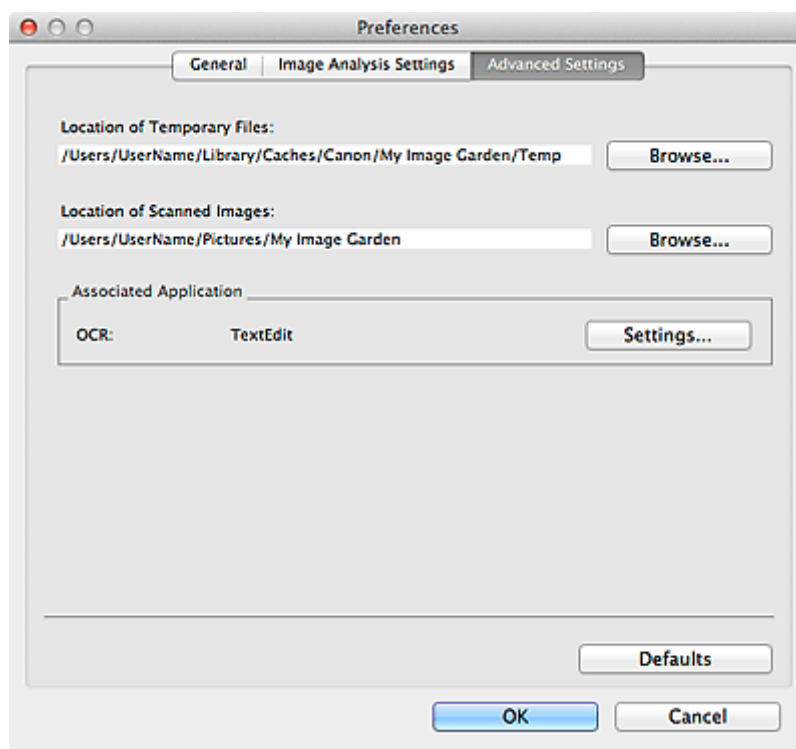 Preferences
General Image Analysis Settings Advanced Settings
Location of Temporary Files:
/Users/UserName/Library/Caches/Canon/My Image Garden/Temp Browse...
Location of Scanned Images:
/Users/UserName/Pictures/My Image Garden Browse...
Associated Application
OCR: TextEdit Settings...
Defaults
OK Cancel